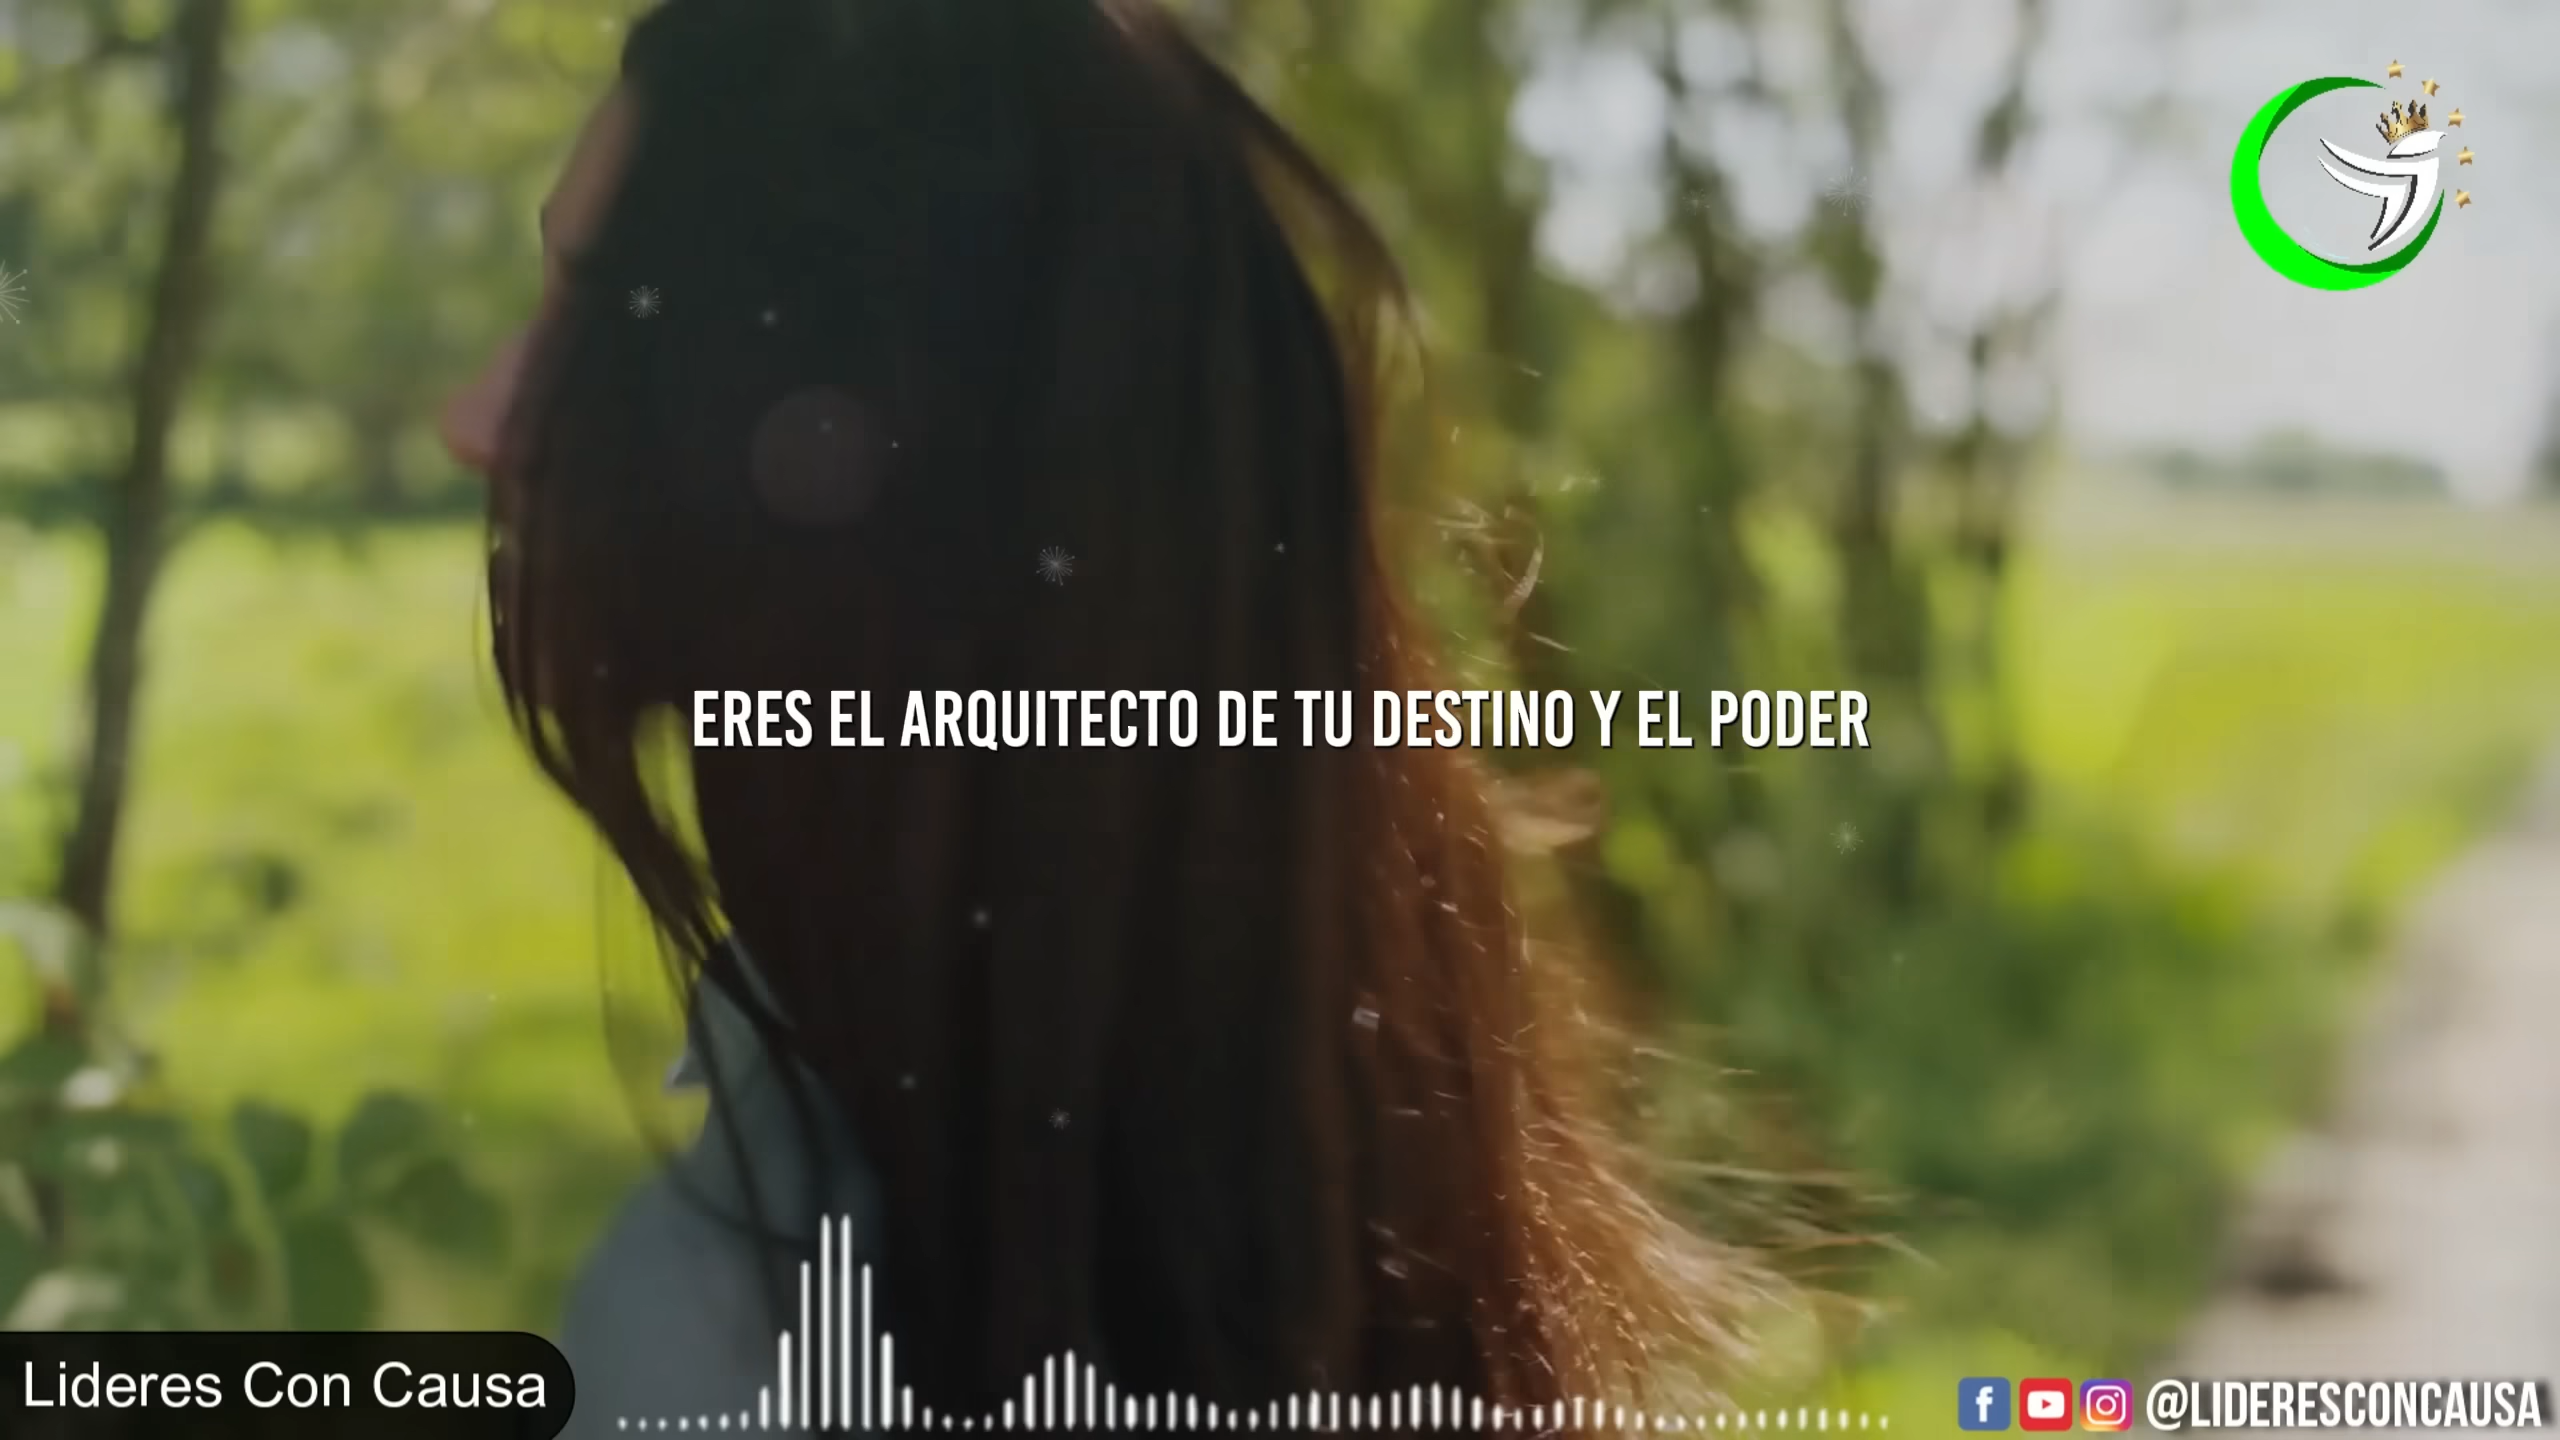 ERES EL ARQUITECTO DE TU DESTINO Y EL PODER
Lideres Con Causa
@LIDERESCONCAUSA